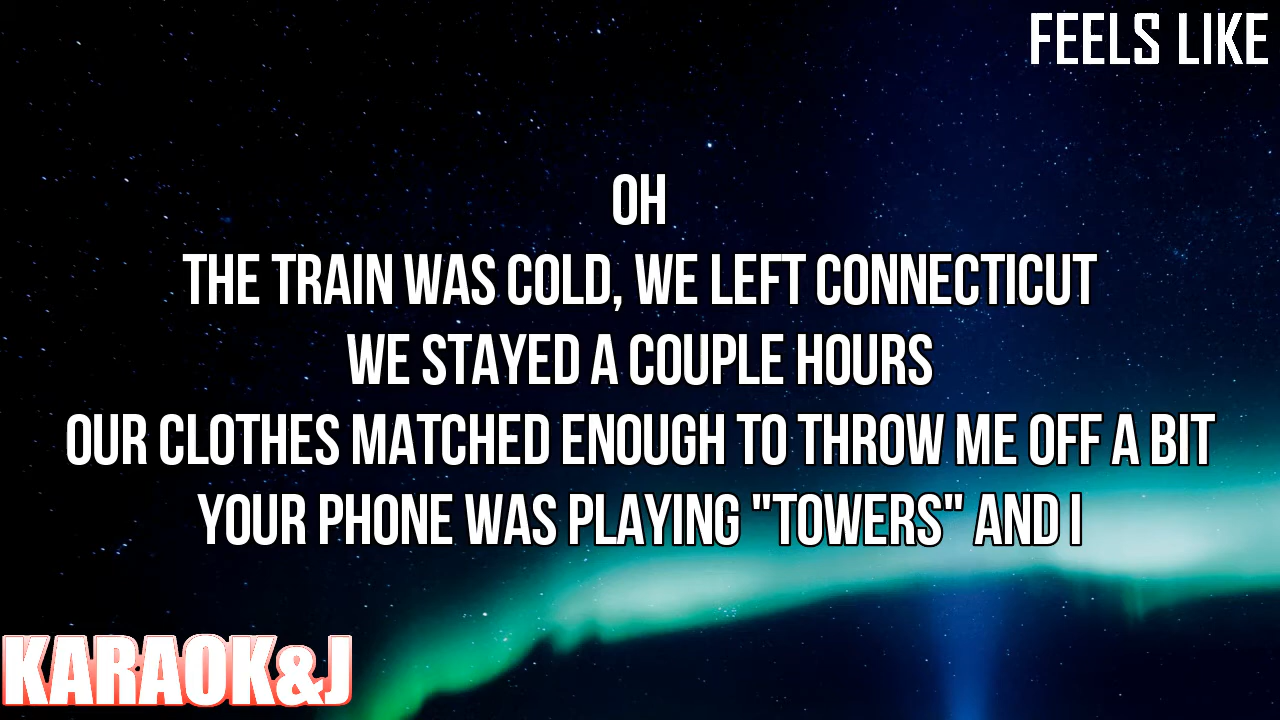 FEELS LIKE
OH
THE TRAIN WAS COLD, WE LEFT CONNECTICUT
WE STAYED A COUPLE HOURS
OUR CLOTHES MATCHED ENOUGH TO THROW ME OFF A BIT
YOUR PHONE WAS PLAYING "TOWERS" AND I
KARAOK&J